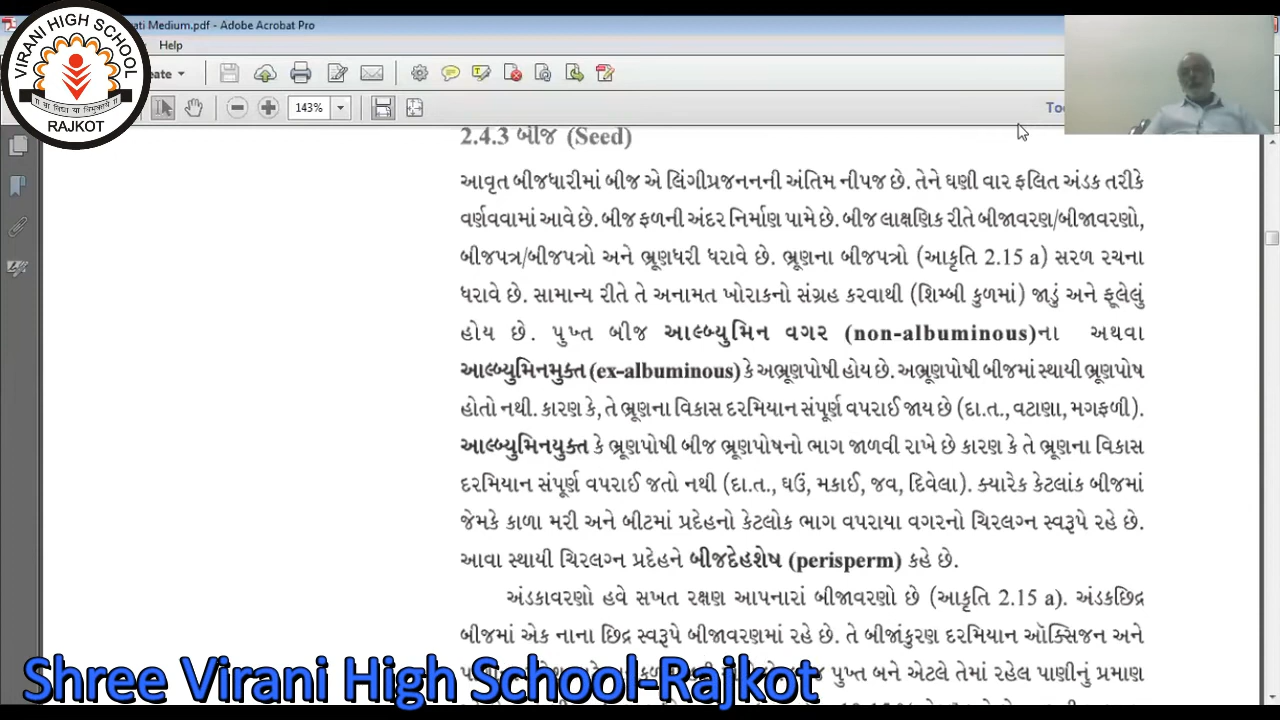 VIRANI HIGH SCHOOL
RAJKOT
ati Medium.pdf - Adobe Acrobat Pro
Help
eate
143%
2.4.3 બીજ (Seed)
આવૃત બીજધારીમાં બીજ એ લિંગીપ્રજનનની અંતિમ નીપજ છે. તેને ઘણી વાર ફલિત અંડક તરીકે
વર્ણવવામાં આવે છે. બીજ ફળની અંદર નિર્માણ પામે છે. બીજ લાક્ષણિક રીતે બીજાવરણ/બીજાવરણો,
બીજપત્ર/બીજપત્રો અને ભ્રૂણધરી ધરાવે છે. ભ્રૂણના બીજપત્રો (આકૃતિ 2.15 a) સરળ રચના
ધરાવે છે. સામાન્ય રીતે તે અનામત ખોરાકનો સંગ્રહ કરવાથી (શિમ્બી કુળમાં) જાડું અને ફૂલેલું
હોય છે. પુખ્ત બીજ આલ્બ્યુમિન વગર (non-albuminous)ના અથવા
આલ્બ્યુમિનમુક્ત (ex-albuminous) કે અભ્રૂણપોષી હોય છે. અભ્રૂણપોષી બીજમાં સ્થાયી ભ્રૂણપોષ
હોતો નથી. કારણ કે, તે ભ્રૂણના વિકાસ દરમિયાન સંપૂર્ણ વપરાઈ જાય છે (દા.ત., વટાણા, મગફળી).
આલ્બ્યુમિનયુક્ત કે ભ્રૂણપોષી બીજ ભ્રૂણપોષનો ભાગ જાળવી રાખે છે કારણ કે તે ભ્રૂણના વિકાસ
દરમિયાન સંપૂર્ણ વપરાઈ જતો નથી (દા.ત., ઘઉં, મકાઈ, જવ, દિવેલા). ક્યારેક કેટલાંક બીજમાં
જેમકે કાળા મરી અને બીટમાં પ્રદેહનો કેટલોક ભાગ વપરાયા વગરનો ચિરલગ્ન સ્વરૂપે રહે છે.
આવા સ્થાયી ચિરલગ્ન પ્રદેહને બીજદેહશેષ (perisperm) કહે છે.
અંડકાવરણો હવે સખત રક્ષણ આપનારાં બીજાવરણો છે (આકૃતિ 2.15 a). અંડકછિદ્ર
બીજમાં એક નાના છિદ્ર સ્વરૂપે બીજાવરણમાં રહે છે. તે બીજાંકુરણ દરમિયાન ઑક્સિજન અને
પુખ્ત બને એટલે તેમાં રહેલ પાણીનું પ્રમાણ
Shree Virani High School-Rajkot